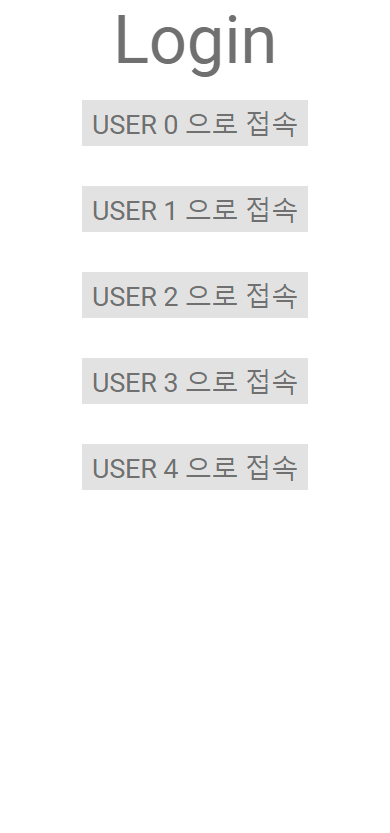 Login
USER 0 으로 접속
USER 1 으로 접속
USER 2 으로 접속
USER 3 으로 접속
USER 4 으로 접속